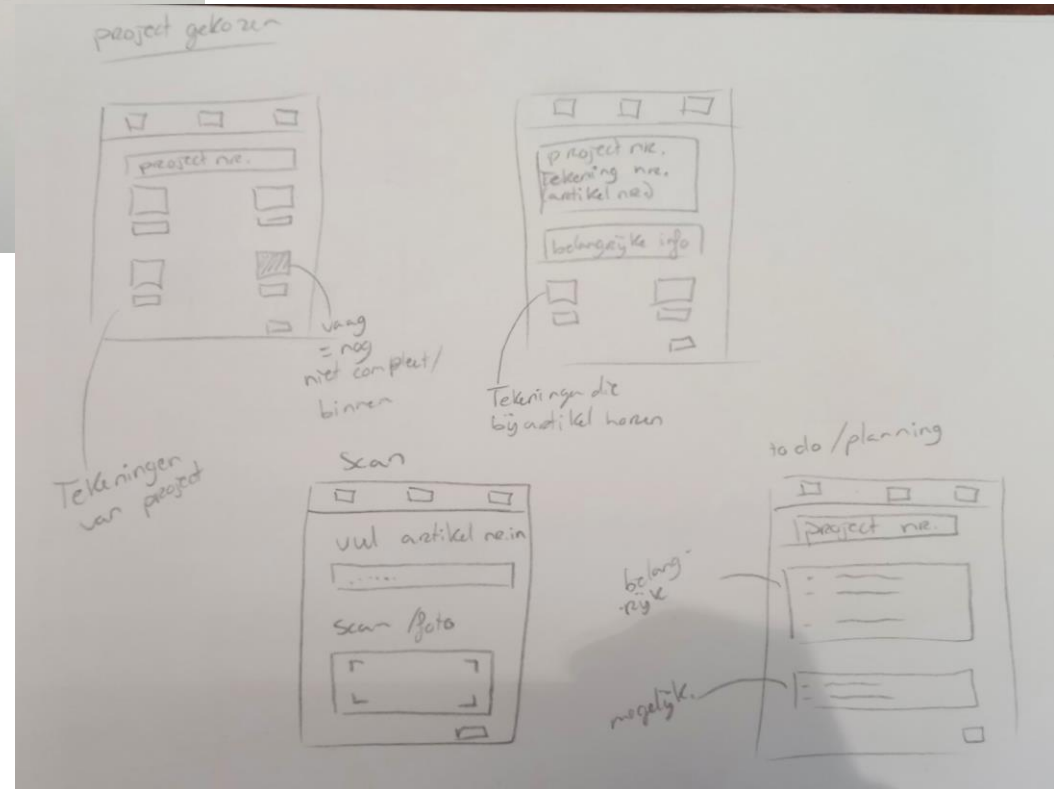 project gekozen
project nr.
vaag
= nog
niet compleet/
binnen
Tekeningen
van project
project nr.
Tekening nr.
(artikel nr.)
belangrijke info
Tekeningen die
bij artikel horen
Scan
vul artikel nr. in
......
scan /foto
to do / planning
project nr.
belang-
-rijk
mogelijk.